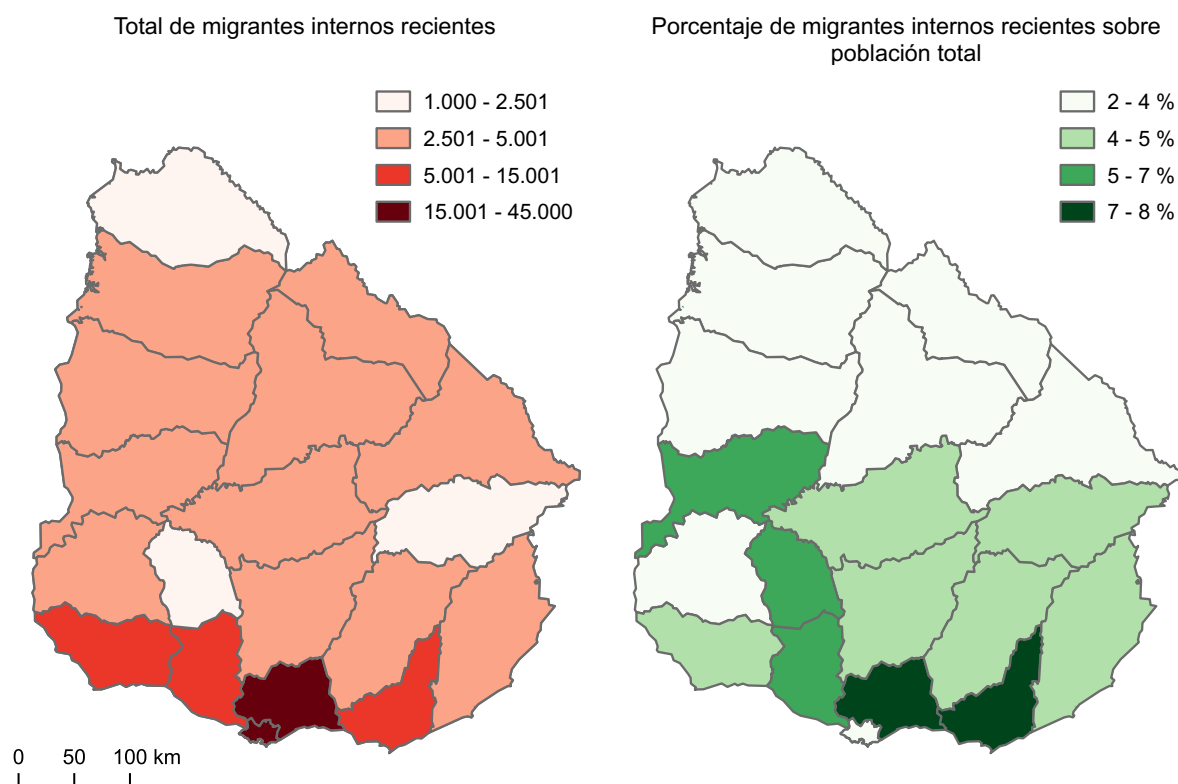 Total de migrantes internos recientes
1.000 - 2.501
2.501 - 5.001
5.001 - 15.001
15.001 - 45.000
Porcentaje de migrantes internos recientes sobre
población total
2 - 4 %
4 - 5 %
5 - 7 %
7 - 8 %
0 50 100 km